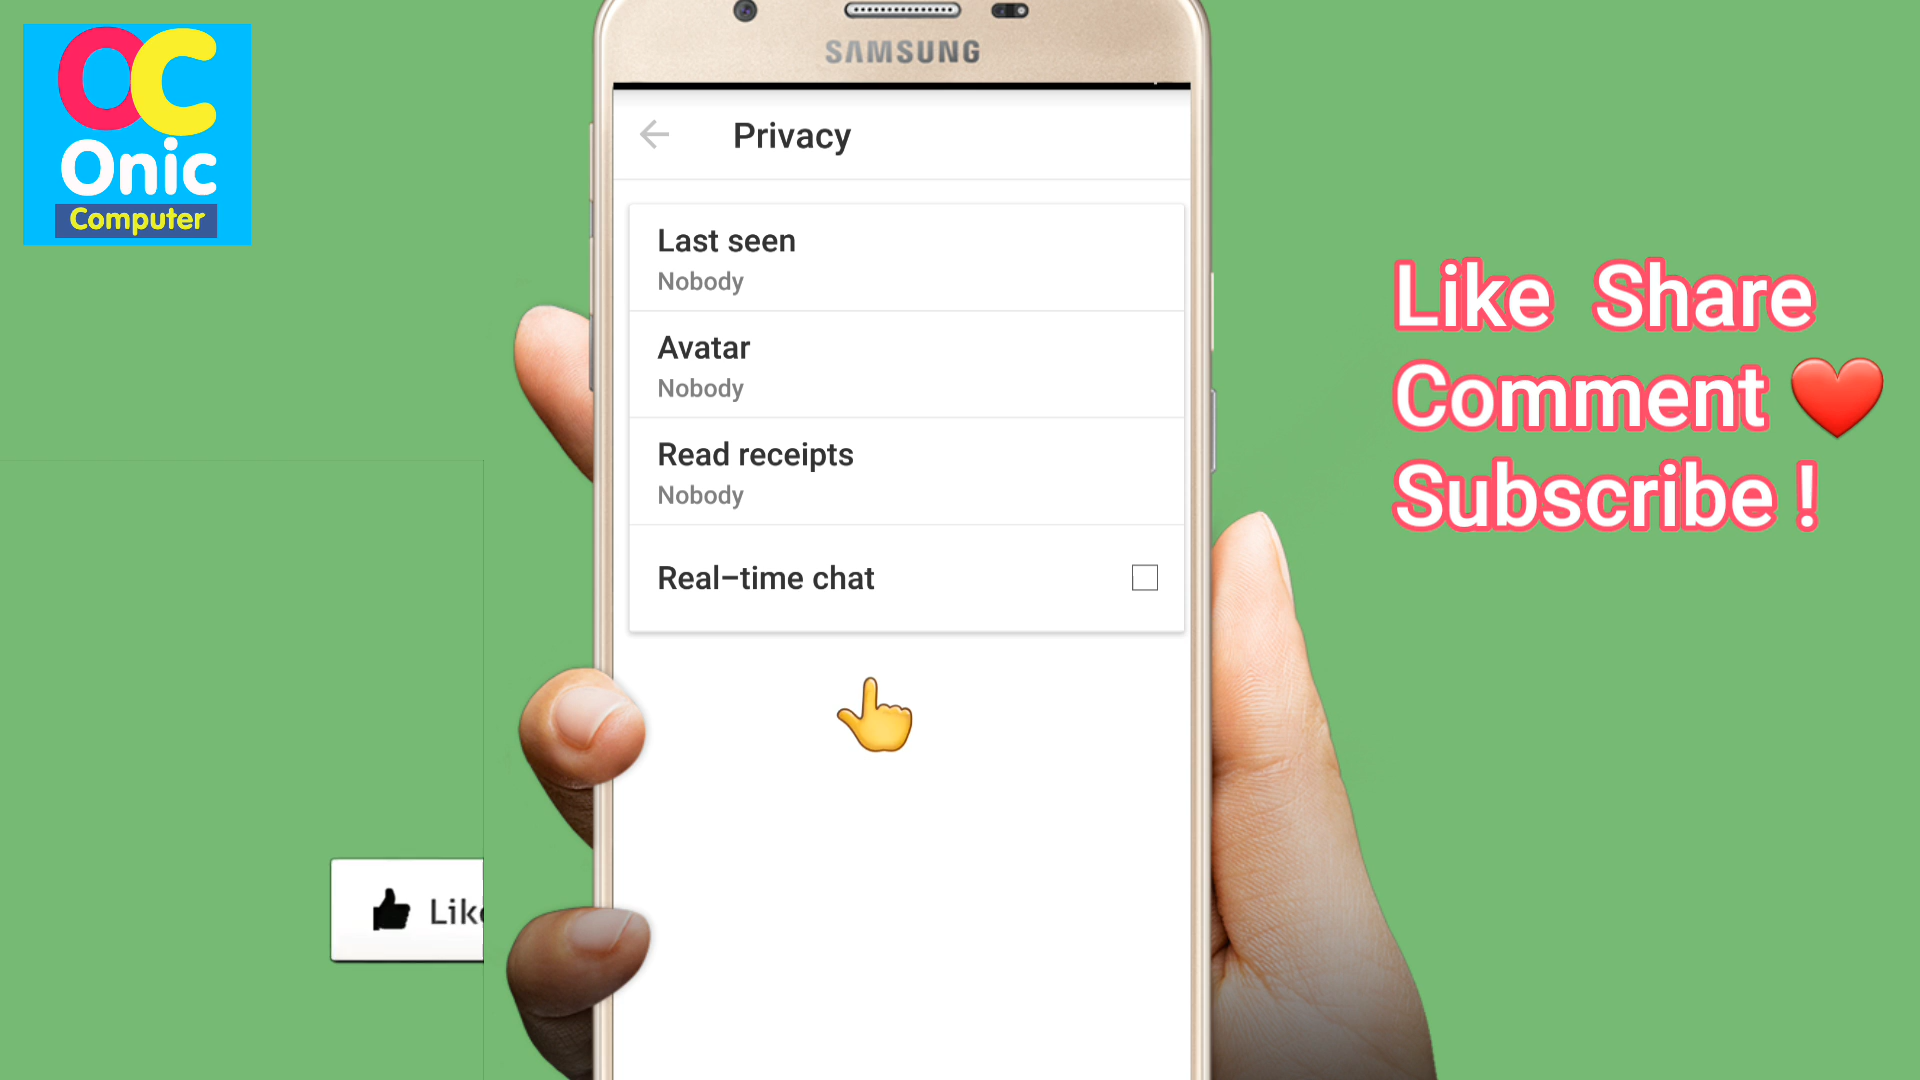 OC
Onic
Computer
SAMSUNG
Privacy
Last seen
Nobody
Avatar
Nobody
Read receipts
Nobody
Real–time chat
Like Share
Comment ❤️
Subscribe !